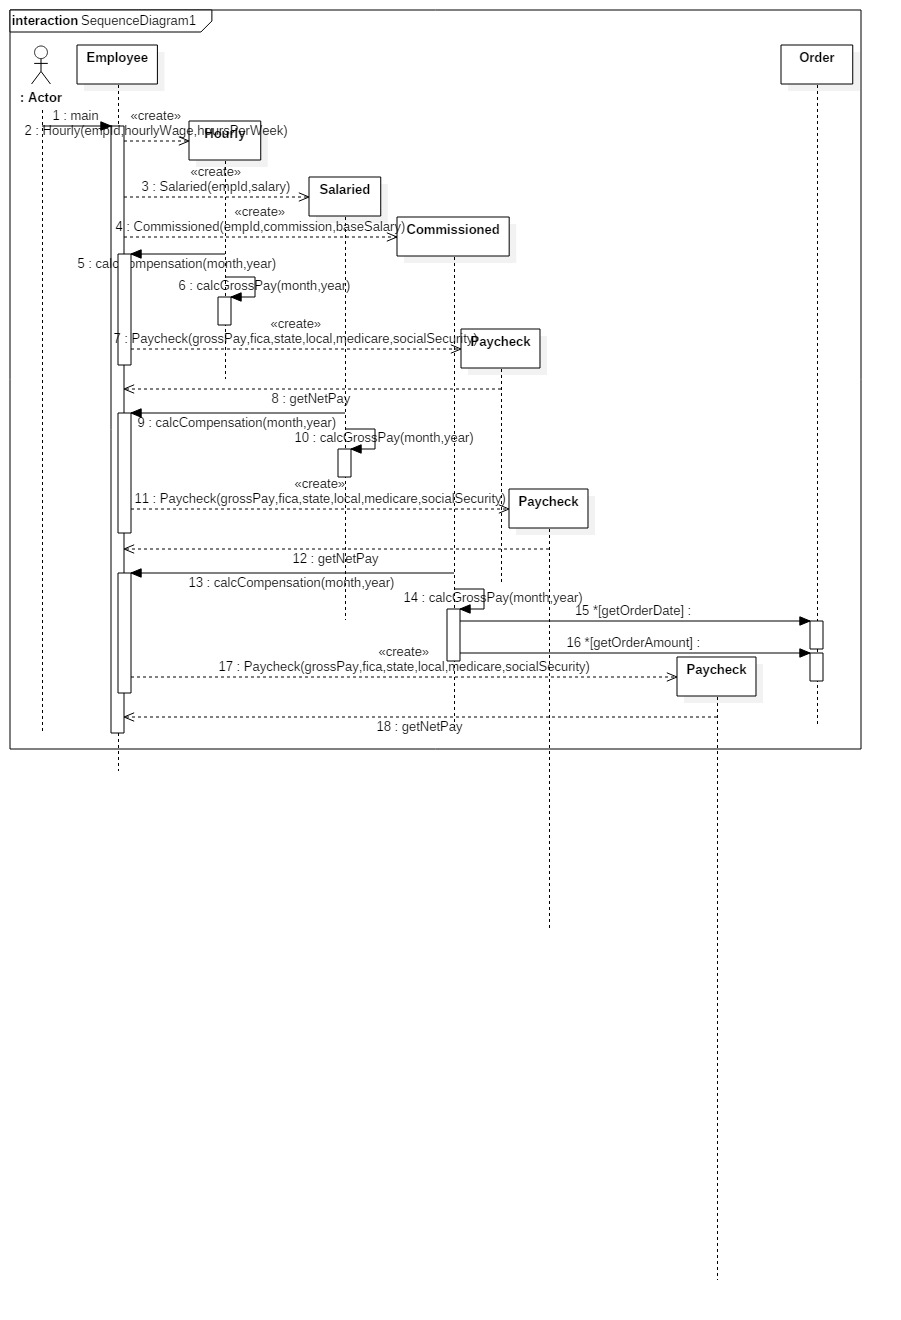 interaction SequenceDiagram1
Employee
Order
: Actor
1 : main
«create»
2 : Hourly(empId,hourlyWage,hoursPerWeek)
Hourly
«create»
3 : Salaried(empId,salary)
Salaried
«create»
4 : Commissioned(empId,commission,baseSalary)
Commissioned
5 : calcCompensation(month,year)
6 : calcGrossPay(month,year)
«create»
7 : Paycheck(grossPay,fica,state,local,medicare,socialSecurity)
Paycheck
8 : getNetPay
9 : calcCompensation(month,year)
10 : calcGrossPay(month,year)
«create»
11 : Paycheck(grossPay,fica,state,local,medicare,socialSecurity)
Paycheck
12 : getNetPay
13 : calcCompensation(month,year)
14 : calcGrossPay(month,year)
15 *[getOrderDate] :
16 *[getOrderAmount] :
«create»
17 : Paycheck(grossPay,fica,state,local,medicare,socialSecurity)
Paycheck
18 : getNetPay